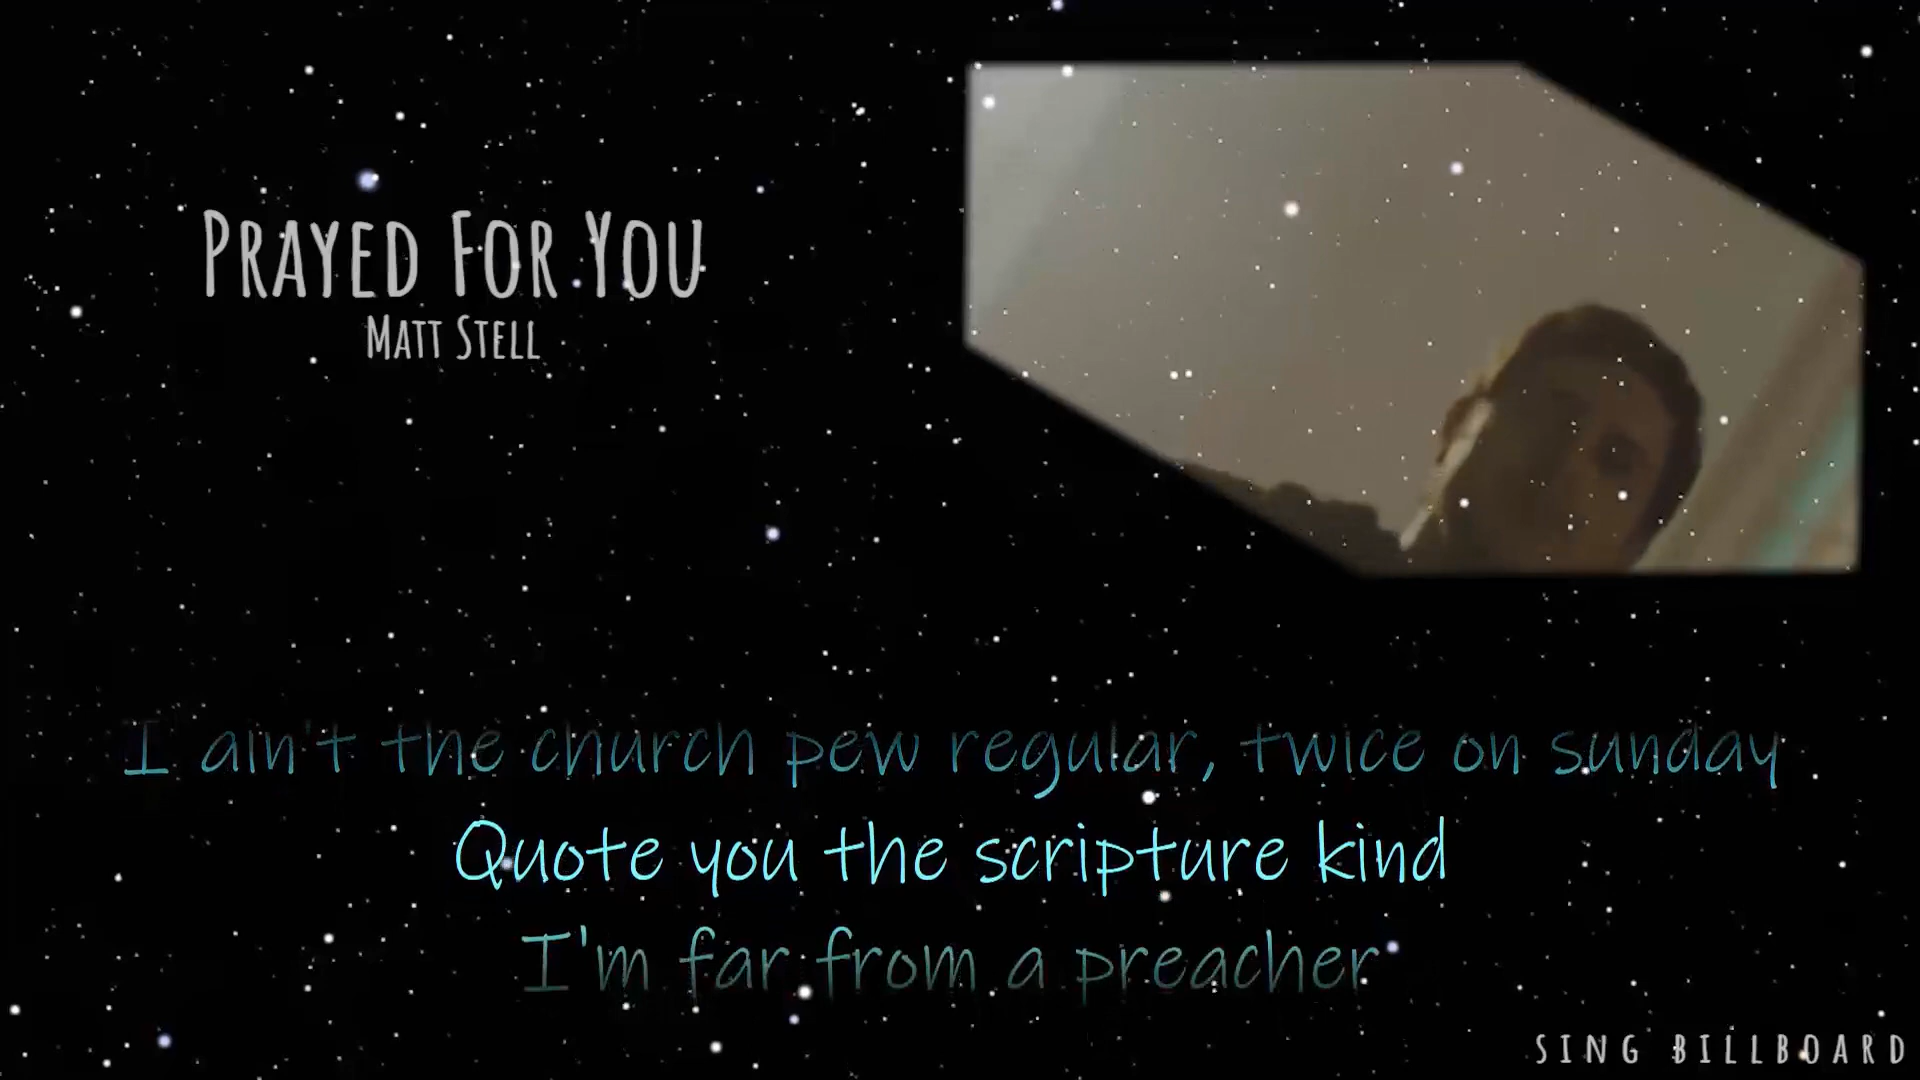 PRAYED FOR YOU
MATT STELL
I ain't the church pew regular, twice on sunday
Quote you the scripture kind
I'm far from a preacher
SING BILLBOARD